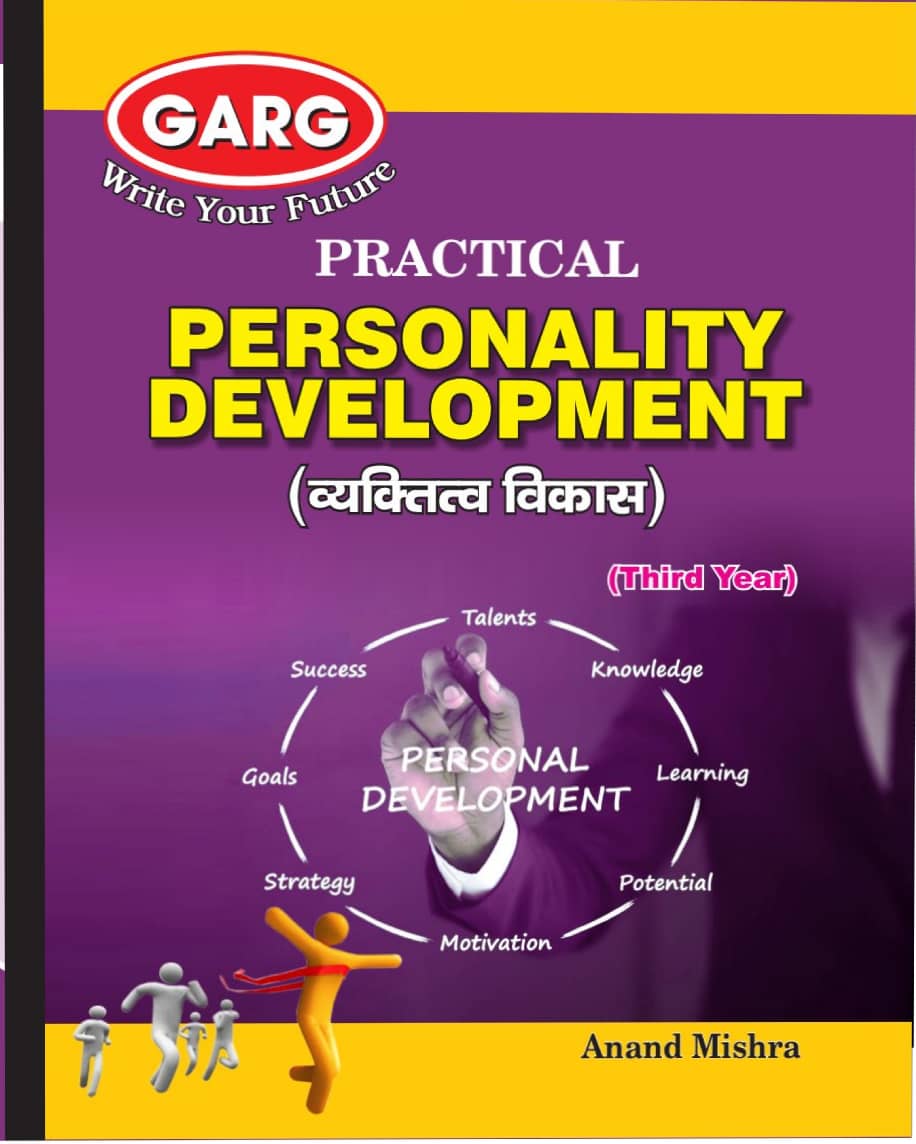 GARG
Write Your Future
PRACTICAL
PERSONALITY
DEVELOPMENT
(व्यक्तित्व विकास)
(Third Year)
Talents
Success
Knowledge
PERSONAL
DEVELOPMENT
Goals
Learning
Strategy
Potential
Motivation
Anand Mishra